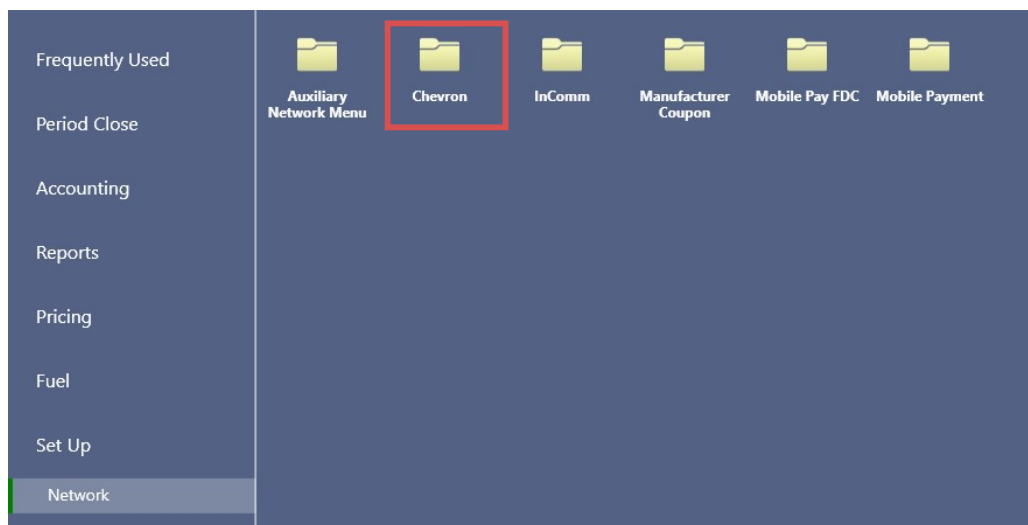 Frequently Used
Period Close
Accounting
Reports
Pricing
Fuel
Set Up
Network
Auxiliary
Network Menu
Chevron
InComm
Manufacturer
Coupon
Mobile Pay FDC
Mobile Payment